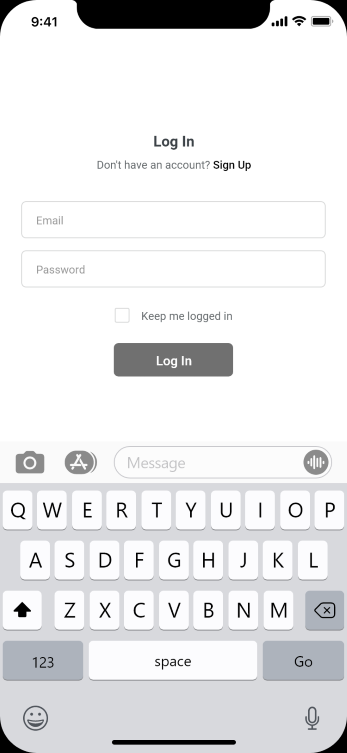 9:41
Log In
Don't have an account? Sign Up
Email
Password
Keep me logged in
Log In
Message
Q W E R T Y U I O P
A S D F G H J K L
Z X C V B N M
123 space Go